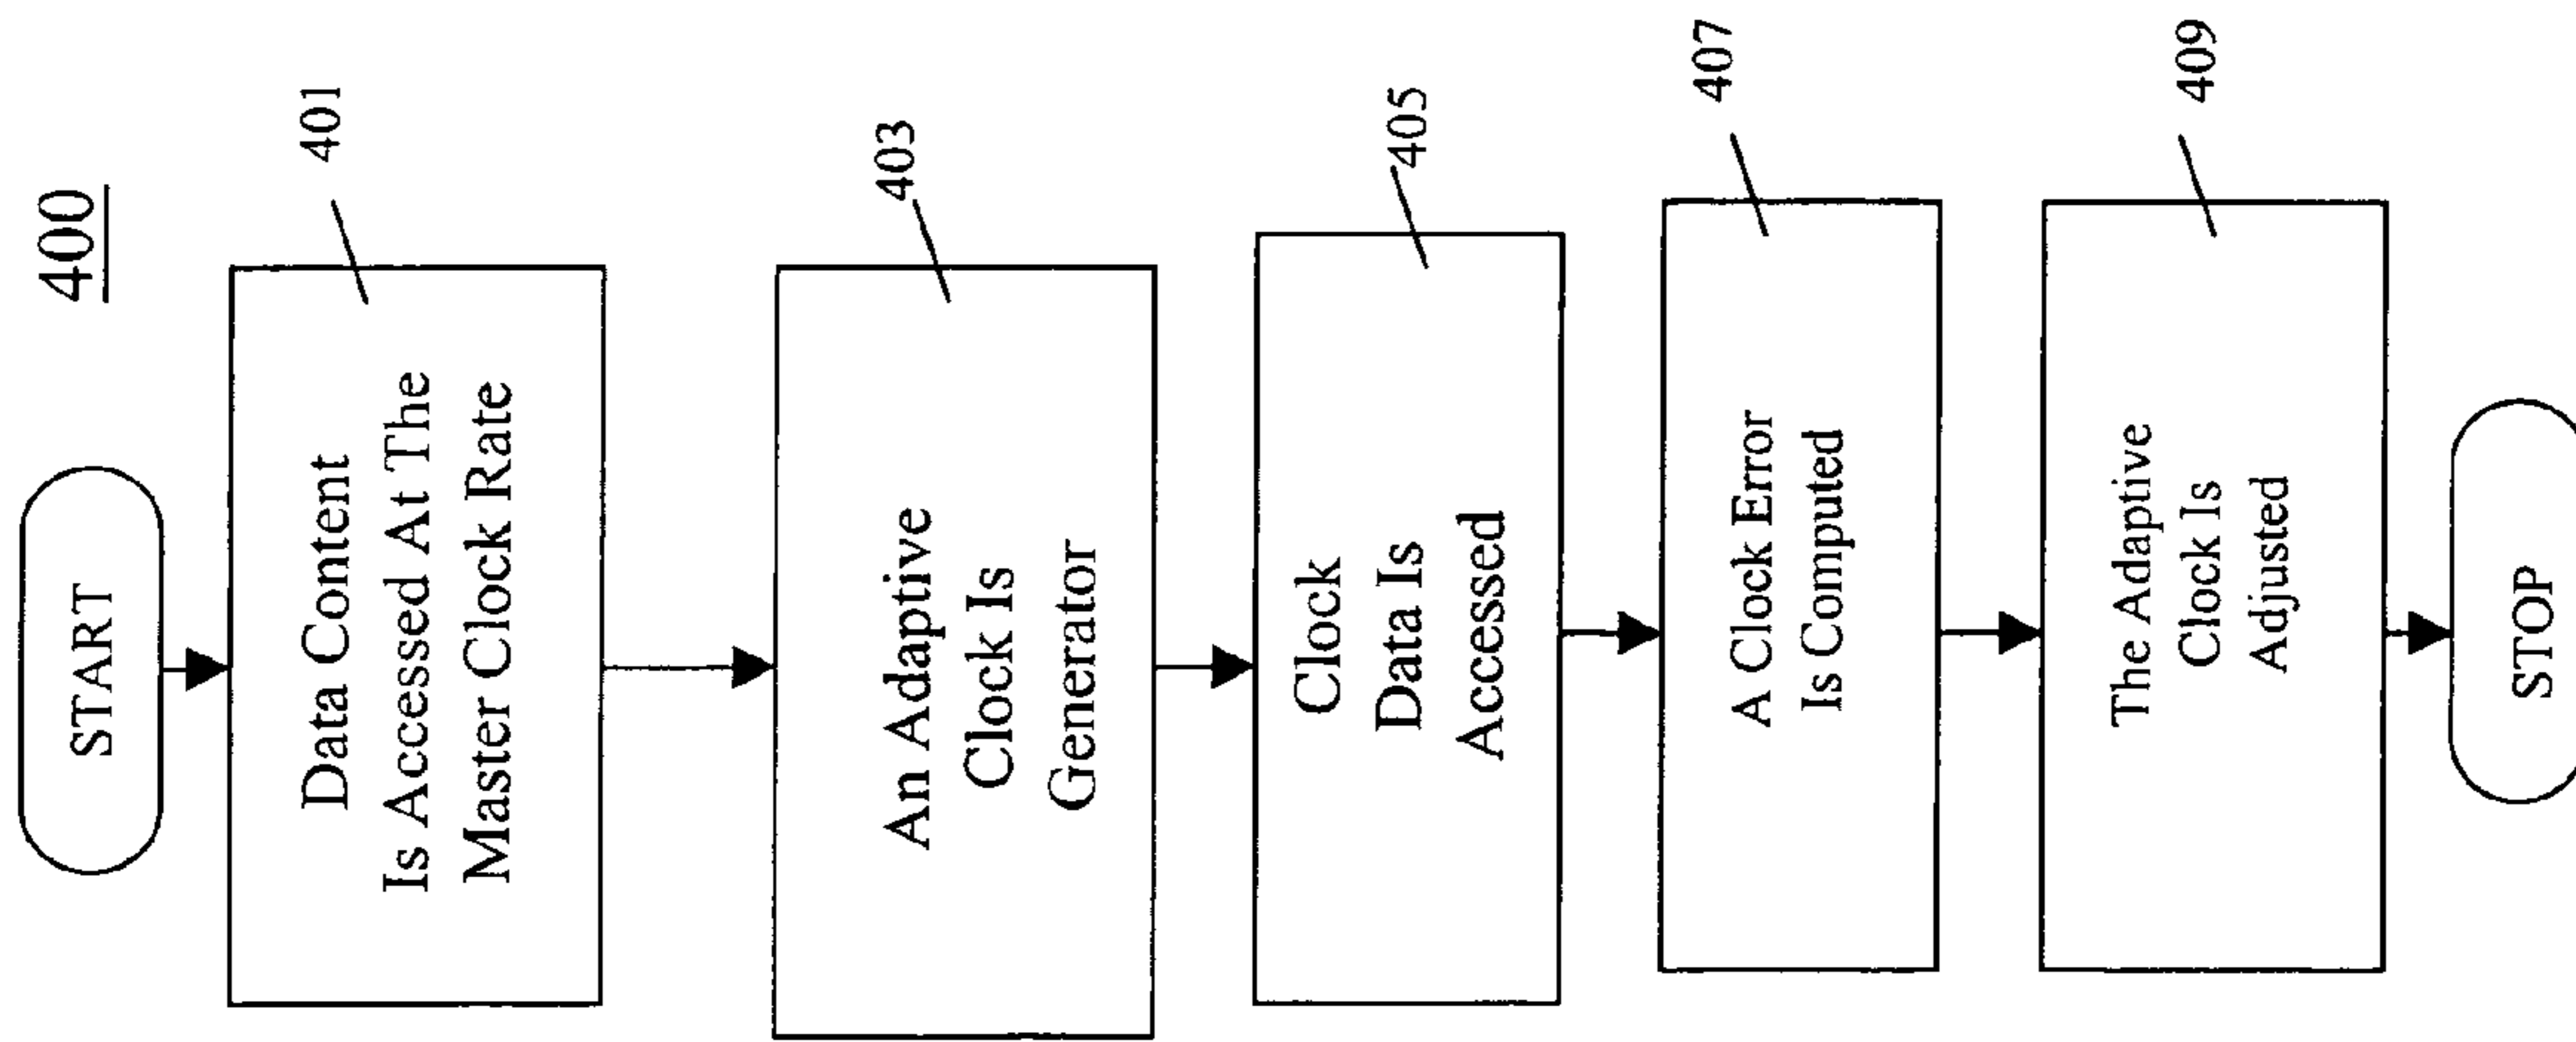 400
START
Data Content
Is Accessed At The
Master Clock Rate
401
An Adaptive
Clock Is
Generator
403
Clock
Data Is
Accessed
405
A Clock Error
Is Computed
407
The Adaptive
Clock Is
Adjusted
409
STOP